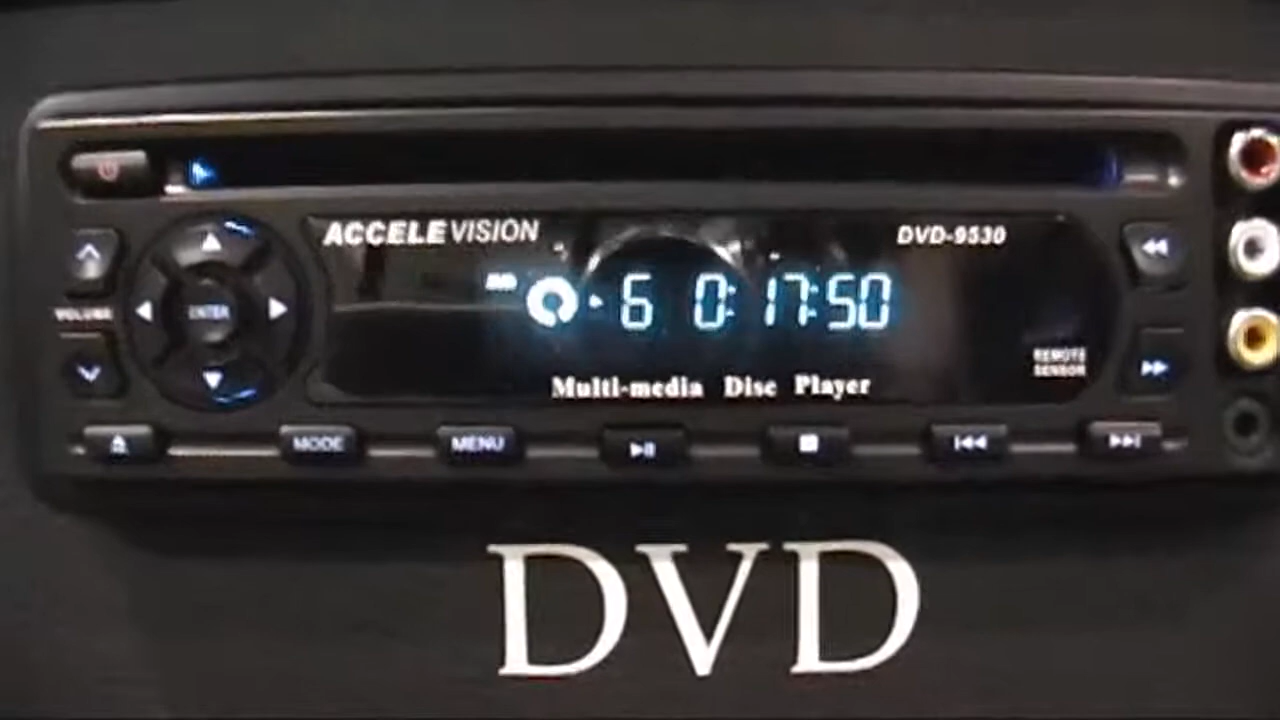 ACCELEVISION DVD-9530
6 0:17:50
VOLUME
ENTER
REMOTE
SENSOR
Multi-media Disc Player
MODE MENU
DVD